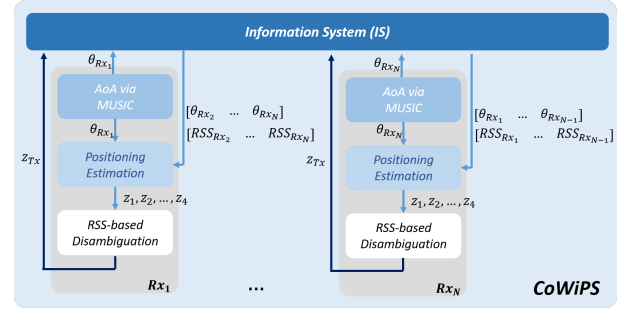 Information System (IS)
θ_{Rx_1}
AoA via
MUSIC
θ_{Rx_1}
[θ_{Rx_2} ... θ_{Rx_N}]
[RSS_{Rx_2} ... RSS_{Rx_N}]
z_{Tx}
Positioning
Estimation
z_1, z_2, ..., z_4
RSS-based
Disambiguation
Rx_1
...
θ_{Rx_N}
AoA via
MUSIC
θ_{Rx_N}
[θ_{Rx_1} ... θ_{Rx_{N-1}}]
[RSS_{Rx_1} ... RSS_{Rx_{N-1}}]
z_{Tx}
Positioning
Estimation
z_1, z_2, ..., z_4
RSS-based
Disambiguation
Rx_N
CoWiPS